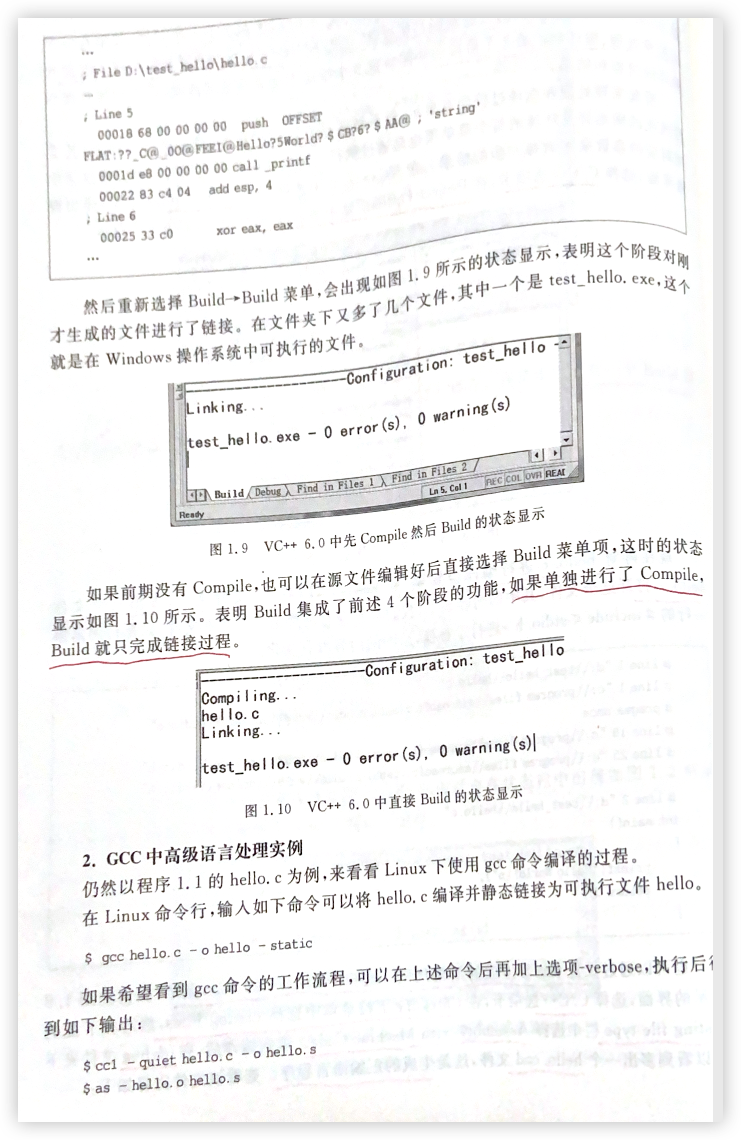 ...
; File D:\test_hello\hello.c
...
; Line 5
00018 68 00 00 00 00 push OFFSET
FLAT:??_C@_0O@FEEI@Hello?5World?$CB?6?$AA@ ; 'string'
0001d e8 00 00 00 00 call _printf
00022 83 c4 04 add esp, 4
; Line 6
00025 33 c0 xor eax, eax
...
然后重新选择 Build→Build 菜单,会出现如图 1.9 所示的状态显示,表明这个阶段对刚
才生成的文件进行了链接。在文件夹下又多了几个文件,其中一个是 test_hello.exe,这个
就是在 Windows 操作系统中可执行的文件。
--------------------Configuration: test_hello -
Linking...
test_hello.exe - 0 error(s), 0 warning(s)
Build Debug Find in Files 1 Find in Files 2
Ready Ln 5, Col 1 REC COL OVR READ
图 1.9 VC++ 6.0 中先 Compile 然后 Build 的状态显示
如果前期没有 Compile,也可以在源文件编辑好后直接选择 Build 菜单项,这时的状态
显示如图 1.10 所示。表明 Build 集成了前述 4 个阶段的功能,如果单独进行了 Compile,
Build 就只完成链接过程。
--------------------Configuration: test_hello
Compiling...
hello.c
Linking...
test_hello.exe - 0 error(s), 0 warning(s)
图 1.10 VC++ 6.0 中直接 Build 的状态显示
2. GCC 中高级语言处理实例
仍然以程序 1.1 的 hello.c 为例,来看看 Linux 下使用 gcc 命令编译的过程。
在 Linux 命令行,输入如下命令可以将 hello.c 编译并静态链接为可执行文件 hello。
$ gcc hello.c -o hello -static
如果希望看到 gcc 命令的工作流程,可以在上述命令后再加上选项-verbose,执行后
到如下输出:
$ cc1 -quiet hello.c -o hello.s
$ as -hello.o hello.s